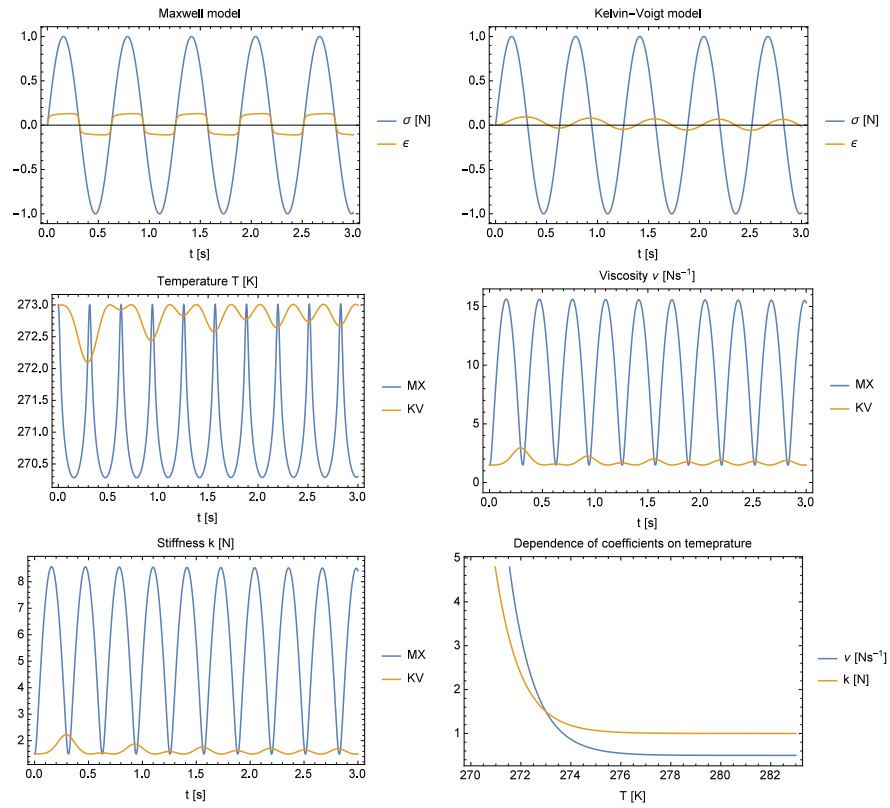 Maxwell model
1.0
0.5
0.0
−0.5
−1.0
0.0 0.5 1.0 1.5 2.0 2.5 3.0
t [s]
σ [N]
ϵ
Kelvin−Voigt model
1.0
0.5
0.0
−0.5
−1.0
0.0 0.5 1.0 1.5 2.0 2.5 3.0
t [s]
σ [N]
ϵ
Temperature T [K]
273.0
272.5
272.0
271.5
271.0
270.5
0.0 0.5 1.0 1.5 2.0 2.5 3.0
t [s]
MX
KV
Viscosity ν [Ns⁻¹]
15
10
5
0
0.0 0.5 1.0 1.5 2.0 2.5 3.0
t [s]
MX
KV
Stiffness k [N]
8
7
6
5
4
3
2
0.0 0.5 1.0 1.5 2.0 2.5 3.0
t [s]
MX
KV
Dependence of coefficients on temeprature
5
4
3
2
1
270 272 274 276 278 280 282
T [K]
ν [Ns⁻¹]
k [N]